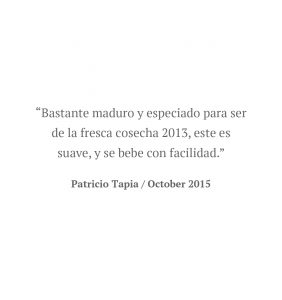 “Bastante maduro y especiado para ser
de la fresca cosecha 2013, este es
suave, y se bebe con facilidad.”
Patricio Tapia / October 2015